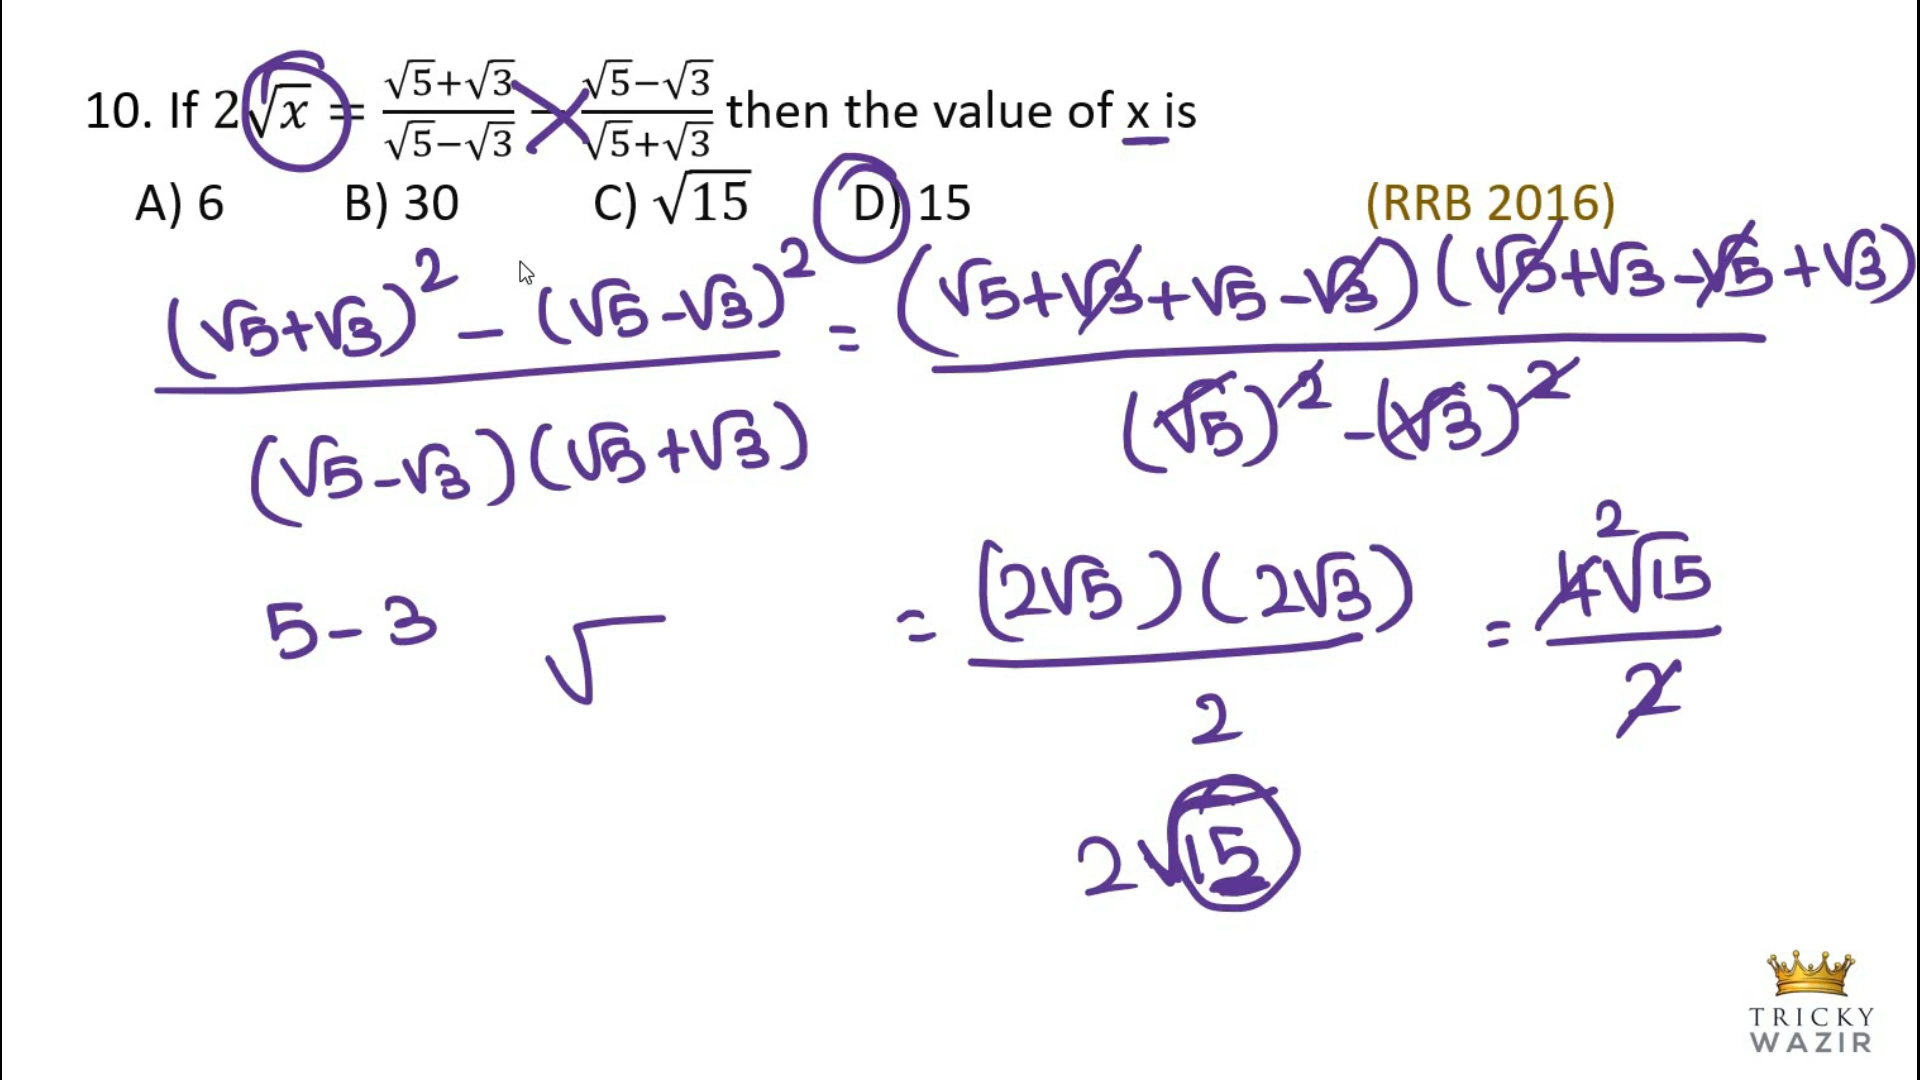 10. If 2√x = (√5+√3)/(√5−√3) − (√5−√3)/(√5+√3) then the value of x is
A) 6 B) 30 C) √15 D) 15 (RRB 2016)
((√5+√3)² − (√5−√3)²)/((√5−√3)(√5+√3)) = ((√5+√3+√5−√3)(√5+√3−√5+√3))/((√5)²−(√3)²)
5−3 √ = ((2√5)(2√3))/2 = 4√15/2 2
2√15
TRICKY
WAZIR